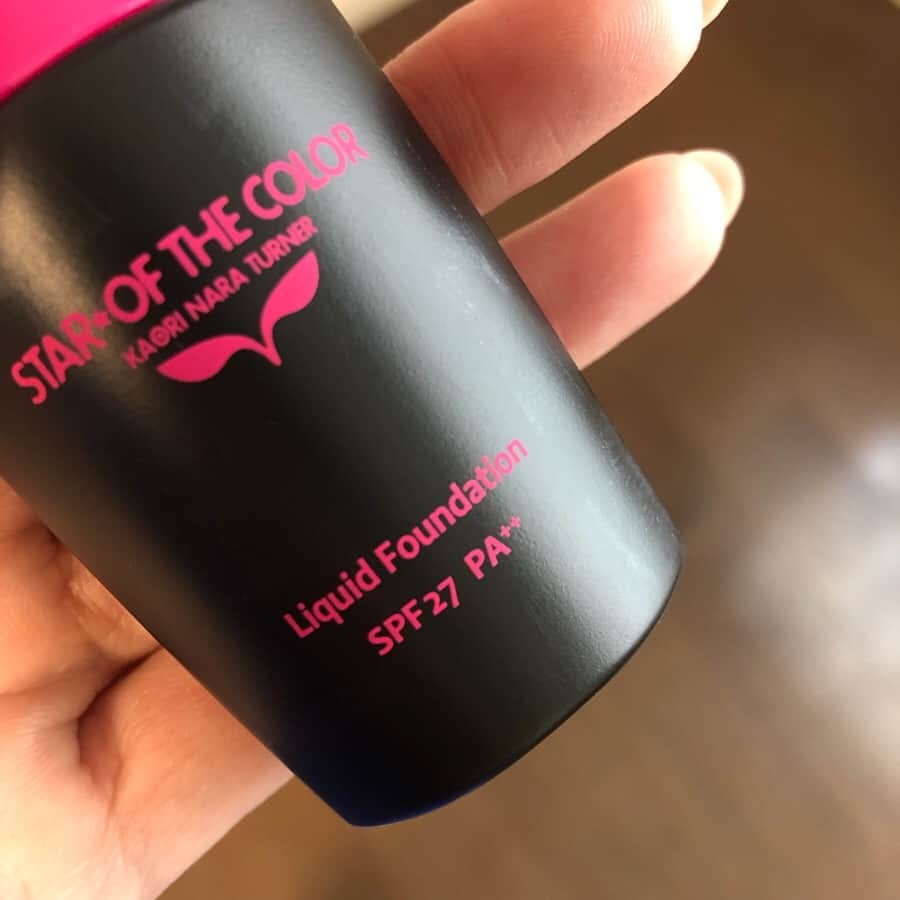 STAR★OF THE COLOR
KAORI NARA TURNER
Liquid Foundation
SPF27 PA++